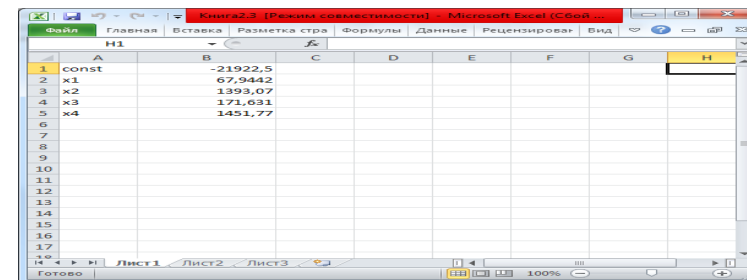 Книга2.3 [Режим совместимости] - Microsoft Excel (Сбой ...
Файл Главная Вставка Разметка стра Формулы Данные Рецензирован Вид
H1 fx
A B C D E F G H
1 const -21922,5
2 x1 67,9442
3 x2 1393,07
4 x3 171,631
5 x4 1451,77
6
7
8
9
10
11
12
13
14
15
16
17
18
Лист1 Лист2 Лист3
Готово 100%